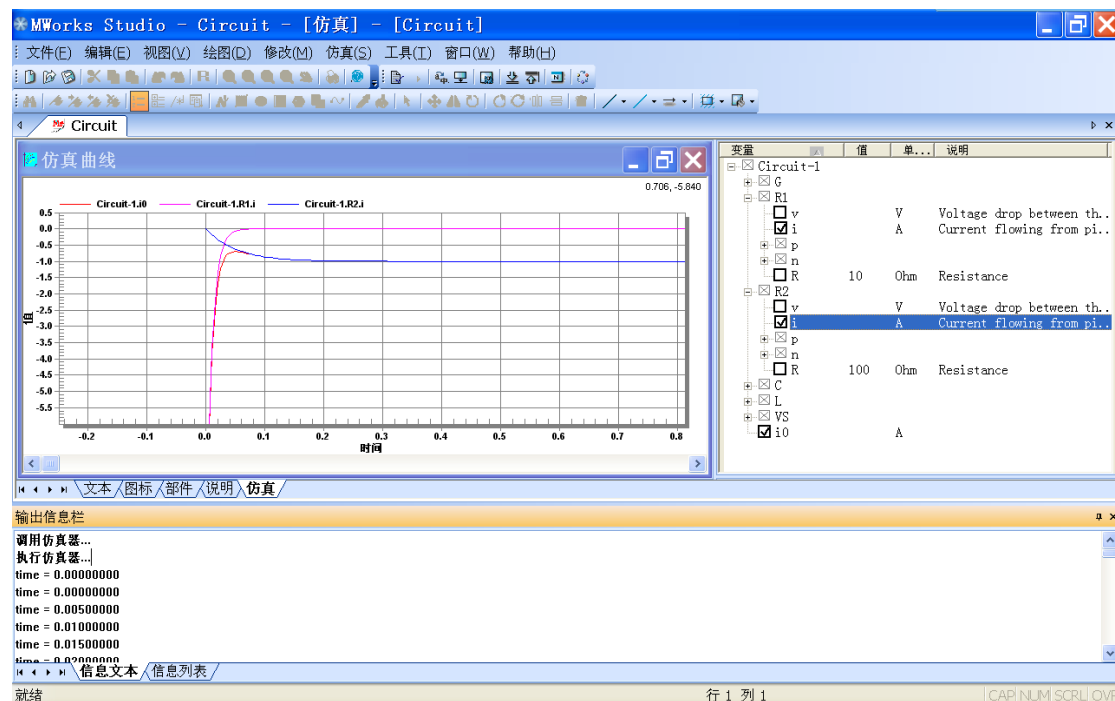 MWorks Studio - Circuit - [仿真] - [Circuit]
文件(F) 编辑(E) 视图(V) 绘图(D) 修改(M) 仿真(S) 工具(T) 窗口(W) 帮助(H)
Circuit
仿真曲线
0.706, -5.840
Circuit-1.i0 Circuit-1.R1.i Circuit-1.R2.i
0.5
0.0
-0.5
-1.0
-1.5
-2.0
-2.5
-3.0
-3.5
-4.0
-4.5
-5.0
-5.5
值
-0.2 -0.1 0.0 0.1 0.2 0.3 0.4 0.5 0.6 0.7 0.8
时间
变量 值 单... 说明
Circuit-1
G
R1
v V Voltage drop between th..
i A Current flowing from pi..
p
n
R 10 Ohm Resistance
R2
v V Voltage drop between th..
i A Current flowing from pi..
p
n
R 100 Ohm Resistance
C
L
VS
i0 A
文本 图标 部件 说明 仿真
输出信息栏
调用仿真器...
执行仿真器...
time = 0.00000000
time = 0.00000000
time = 0.00500000
time = 0.01000000
time = 0.01500000
time = 0.02000000
信息文本 信息列表
就绪 行 1 列 1 CAP NUM SCRL OVR